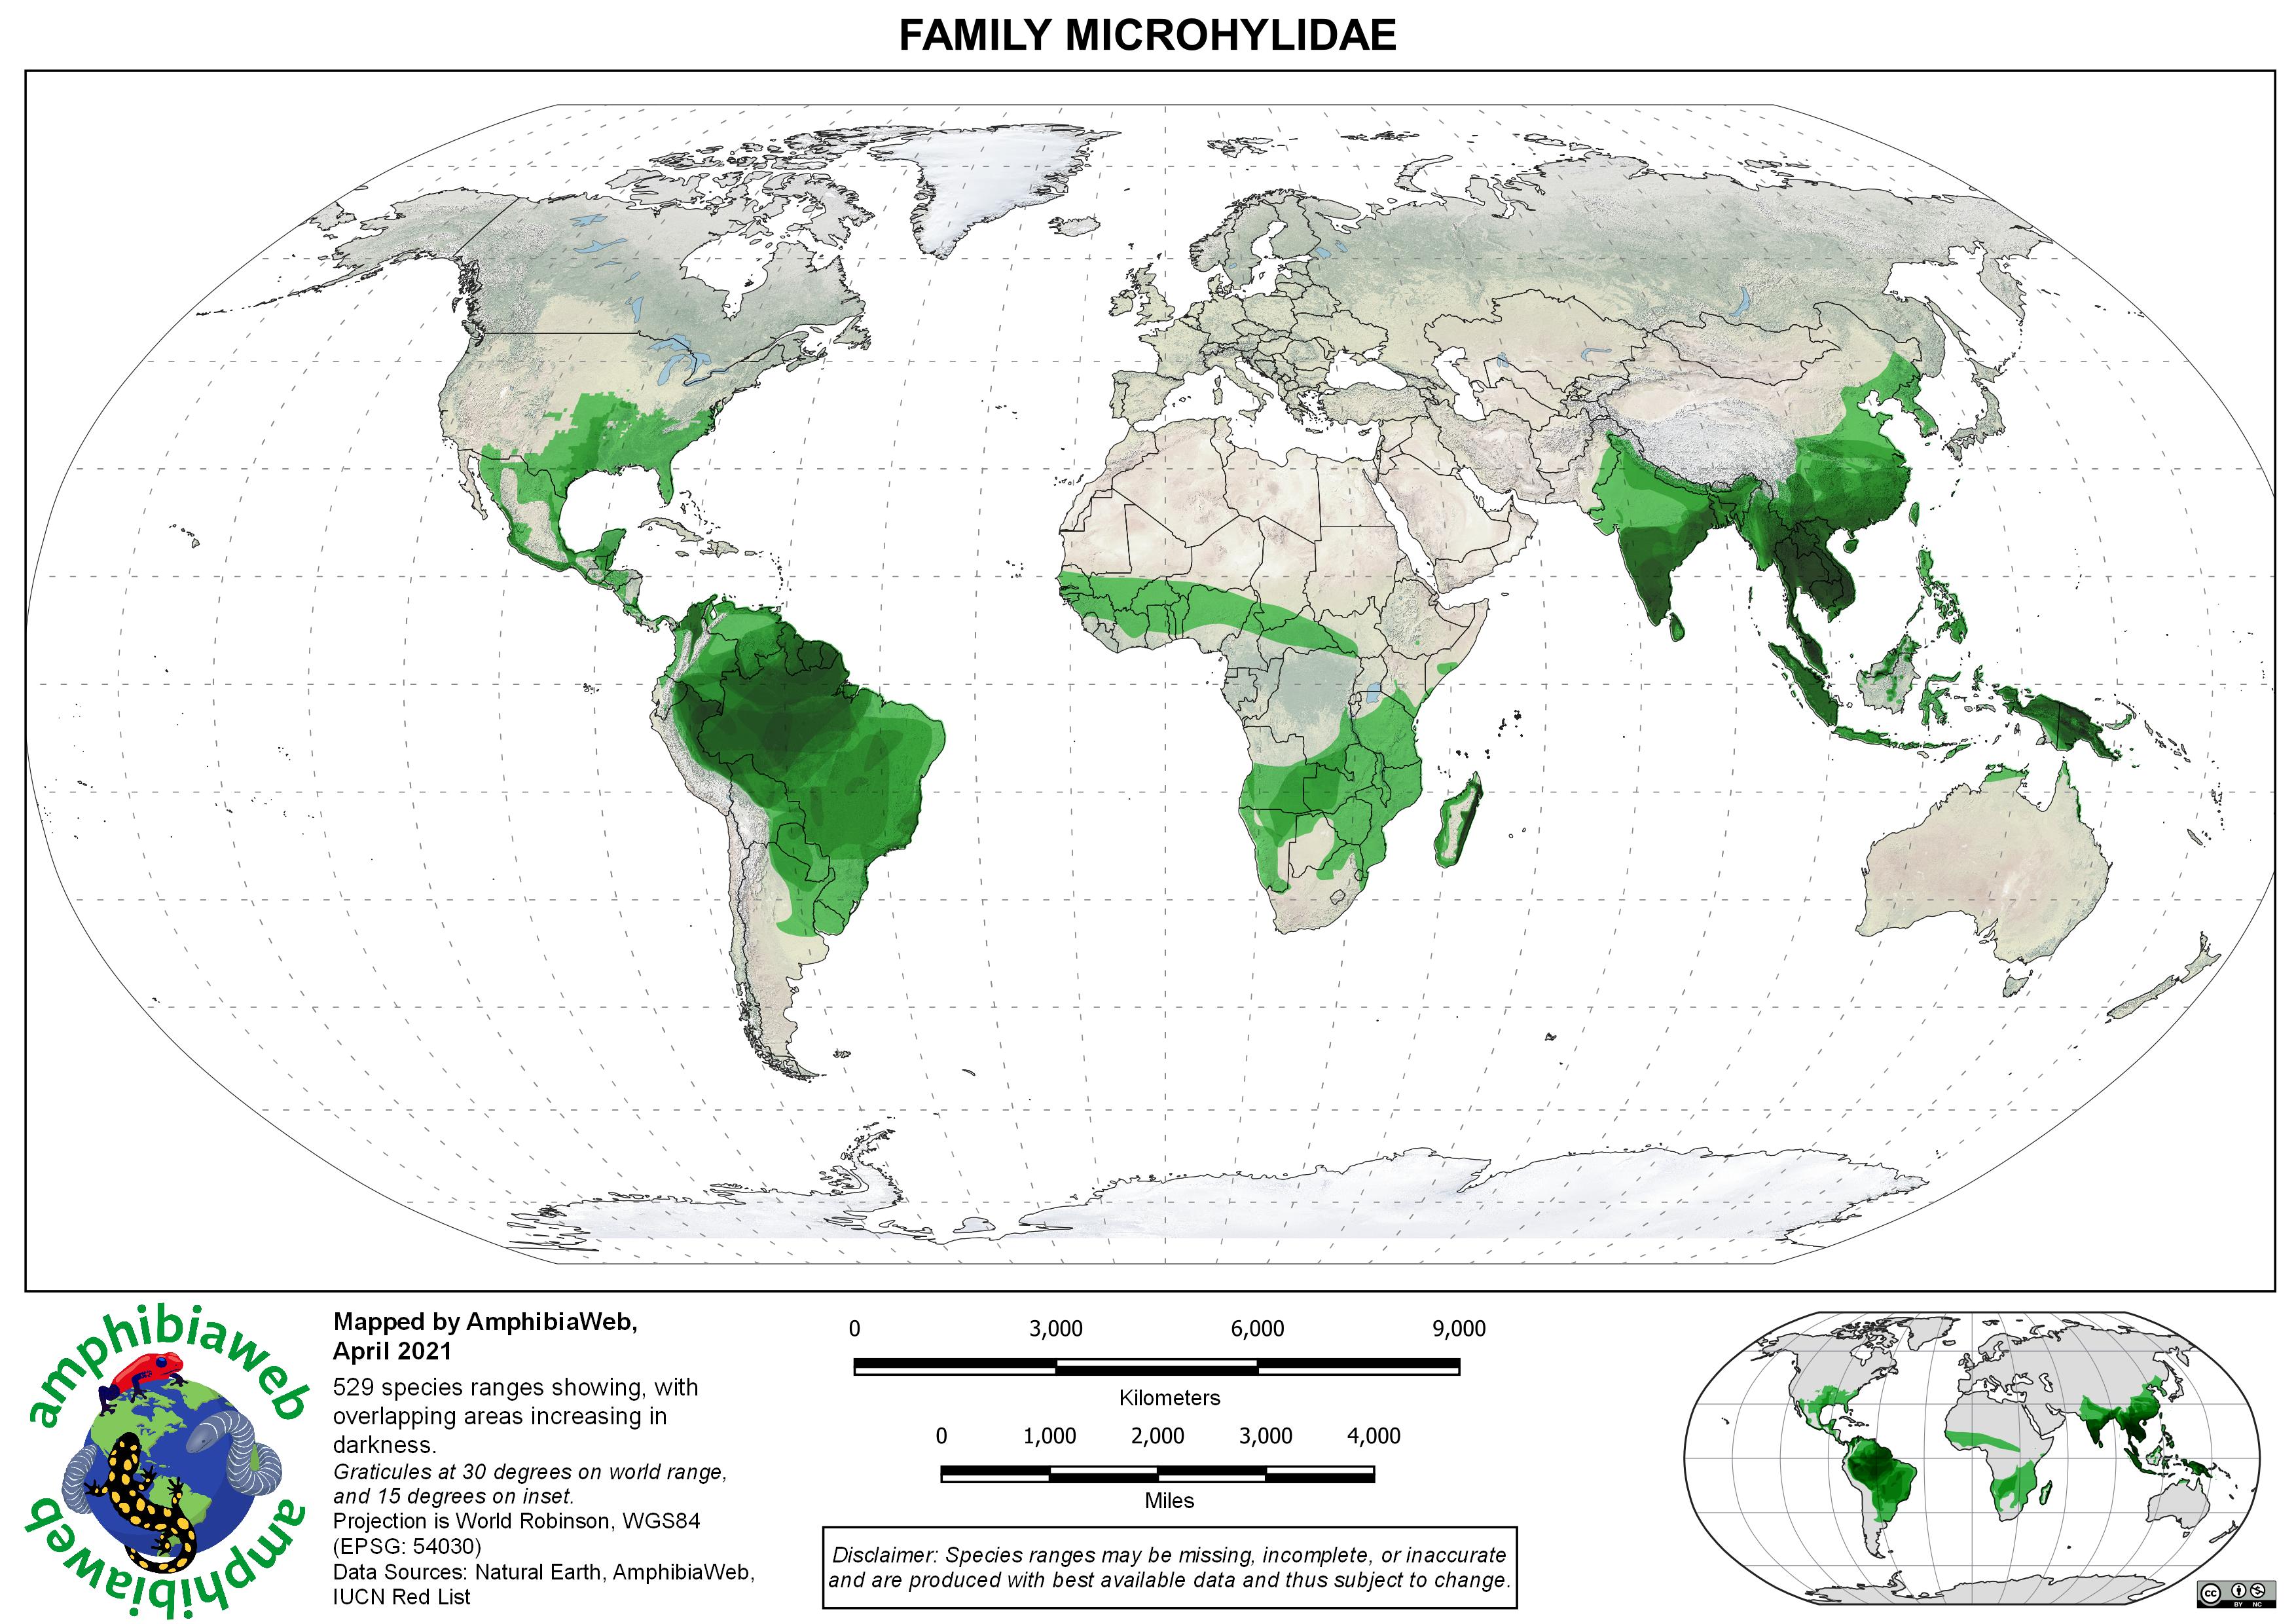 FAMILY MICROHYLIDAE
amphibiaweb
amphibiaweb
Mapped by AmphibiaWeb,
April 2021
529 species ranges showing, with
overlapping areas increasing in
darkness.
Graticules at 30 degrees on world range,
and 15 degrees on inset.
Projection is World Robinson, WGS84
(EPSG: 54030)
Data Sources: Natural Earth, AmphibiaWeb,
IUCN Red List
0 3,000 6,000 9,000
Kilometers
0 1,000 2,000 3,000 4,000
Miles
Disclaimer: Species ranges may be missing, incomplete, or inaccurate
and are produced with best available data and thus subject to change.
cc
BY NC